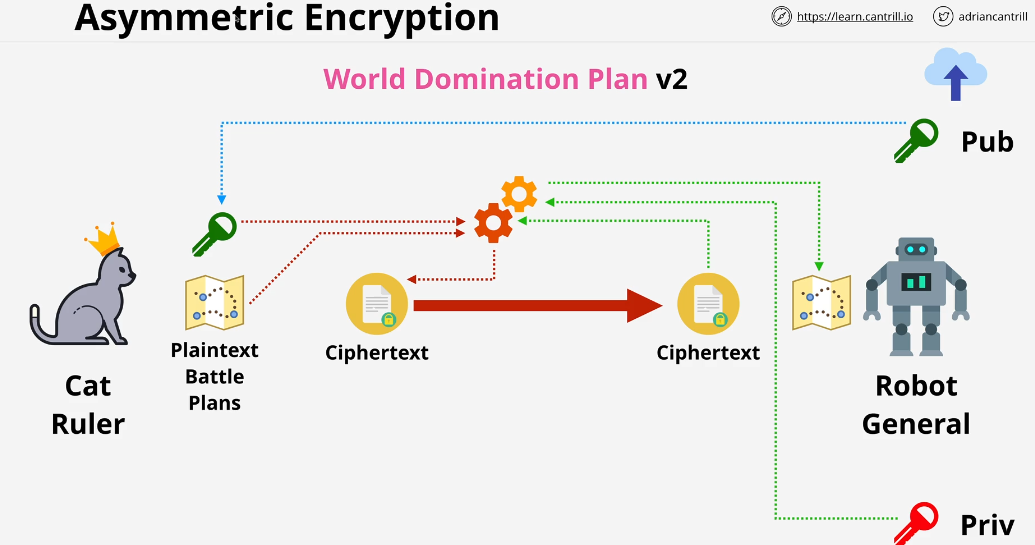 Asymmetric Encryption
https://learn.cantrill.io
adriancantrill
World Domination Plan v2
Pub
Plaintext
Battle
Plans
Ciphertext
Ciphertext
Cat
Ruler
Robot
General
Priv